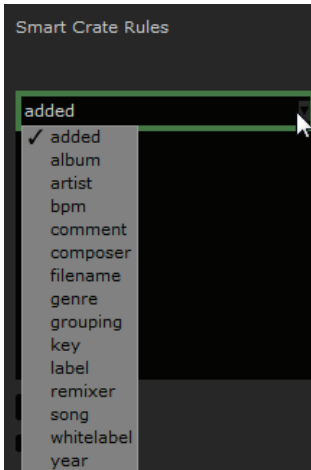 Smart Crate Rules
added
✓ added
album
artist
bpm
comment
composer
filename
genre
grouping
key
label
remixer
song
whitelabel
year